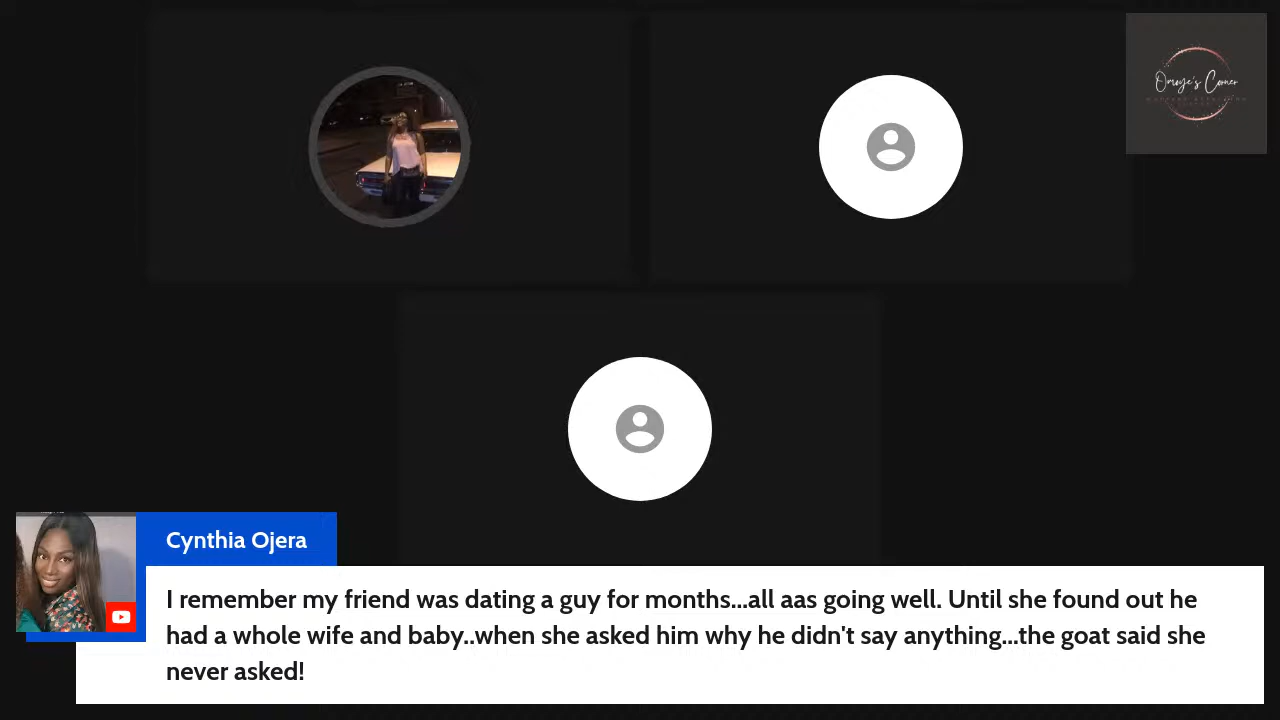 Omoye's Corner
Cynthia Ojera
I remember my friend was dating a guy for months...all aas going well. Until she found out he
had a whole wife and baby..when she asked him why he didn't say anything...the goat said she
never asked!